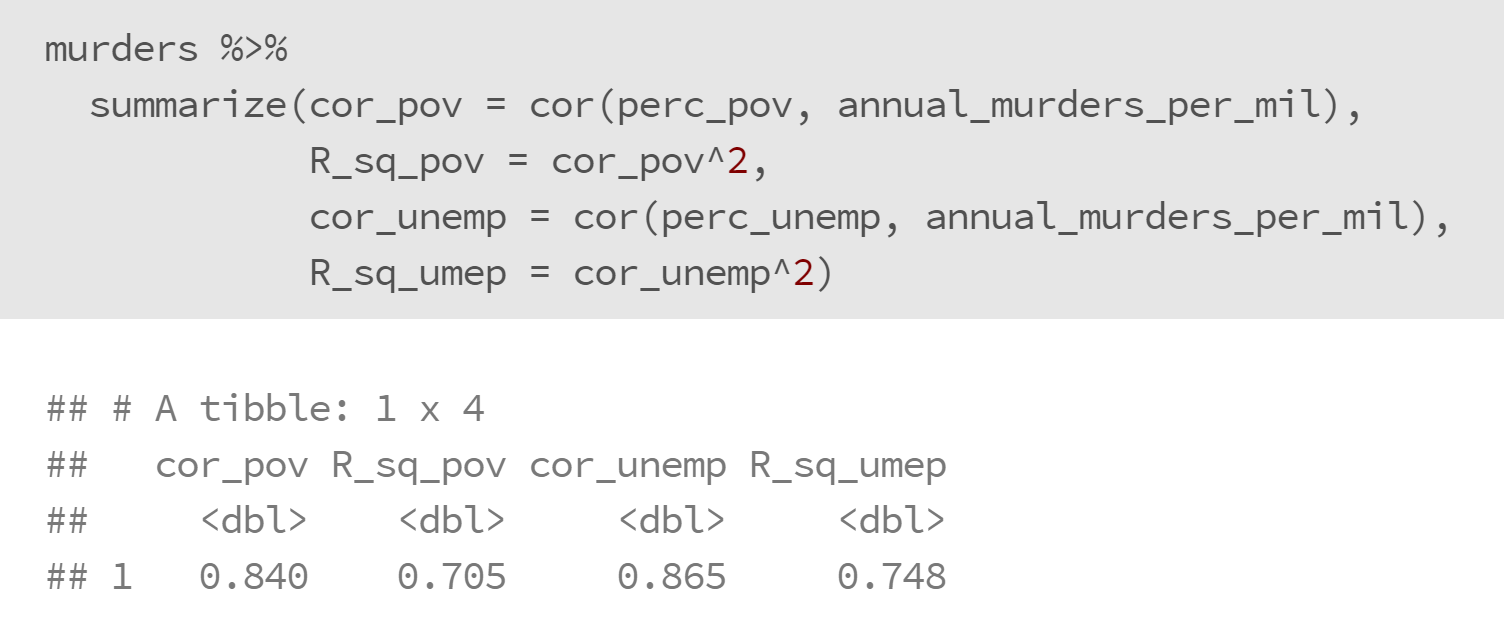 murders %>%
  summarize(cor_pov = cor(perc_pov, annual_murders_per_mil),
            R_sq_pov = cor_pov^2,
            cor_unemp = cor(perc_unemp, annual_murders_per_mil),
            R_sq_umep = cor_unemp^2)
## # A tibble: 1 x 4
##   cor_pov R_sq_pov cor_unemp R_sq_umep
##     <dbl>    <dbl>     <dbl>     <dbl>
## 1   0.840    0.705     0.865     0.748